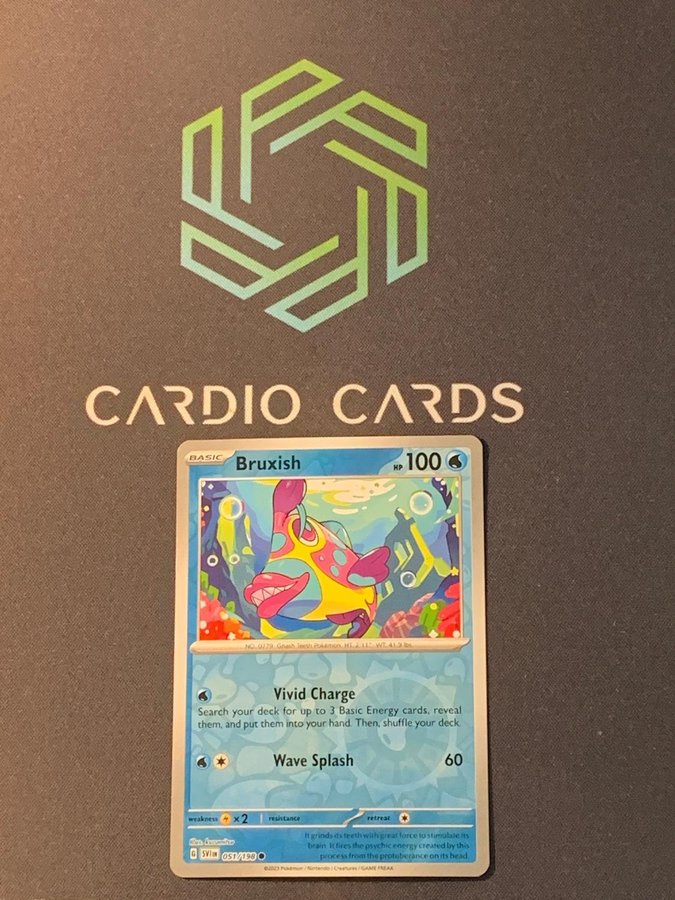 CARDIO CARDS
BASIC Bruxish HP 100
NO. 0779 Gnash Teeth Pokémon HT: 2'11" WT: 41.9 lbs.
Vivid Charge
Search your deck for up to 3 Basic Energy cards, reveal
them, and put them into your hand. Then, shuffle your deck.
Wave Splash 60
weakness ×2 resistance retreat
Illus. kurumitsu
It grinds its teeth with great force to stimulate its
brain. It fires the psychic energy created by this
process from the protuberance on its head.
G SVI EN 051/198
©2023 Pokémon / Nintendo / Creatures / GAME FREAK